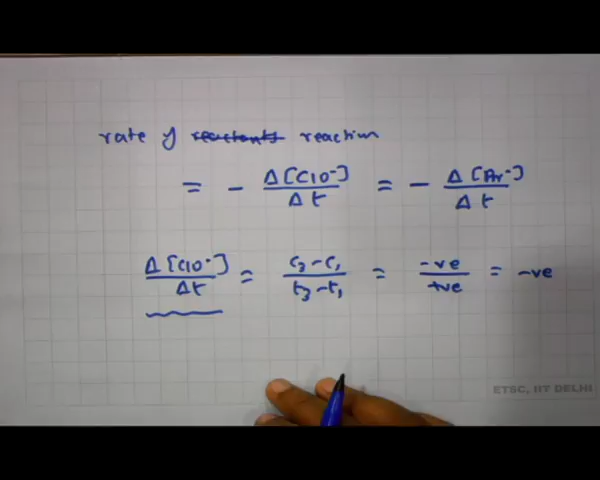 rate of reactants reaction
= - Δ[ClO⁻]/Δt = - Δ[Br⁻]/Δt
Δ[ClO⁻]/Δt = (c₂-c₁)/(t₂-t₁) = -ve/+ve = -ve
ETSC, IIT DELHI